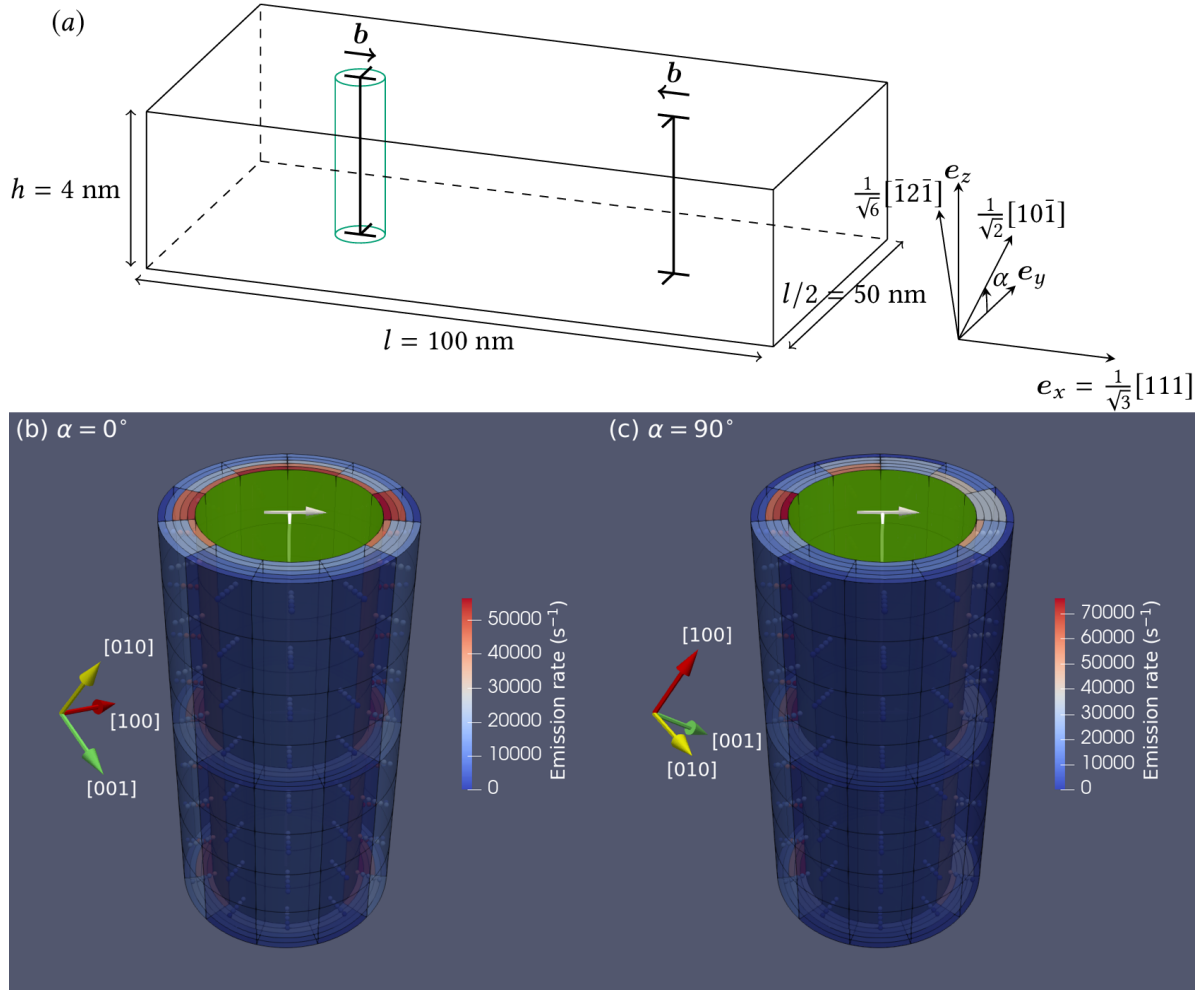 (a)
b
b
h = 4 nm
l = 100 nm
l/2 = 50 nm
1/√6[1̄21̄]
e_z
1/√2[101̄]
α
e_y
e_x = 1/√3[111]
(b) α = 0°
[010]
[100]
[001]
50000
40000
30000
20000
10000
0
Emission rate (s⁻¹)
(c) α = 90°
[100]
[001]
[010]
70000
60000
50000
40000
30000
20000
10000
0
Emission rate (s⁻¹)